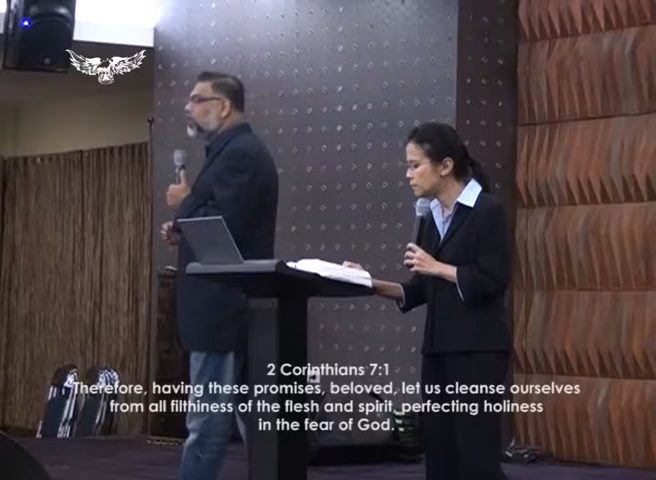 2 Corinthians 7:1
Therefore, having these promises, beloved, let us cleanse ourselves
from all filthiness of the flesh and spirit, perfecting holiness
in the fear of God.